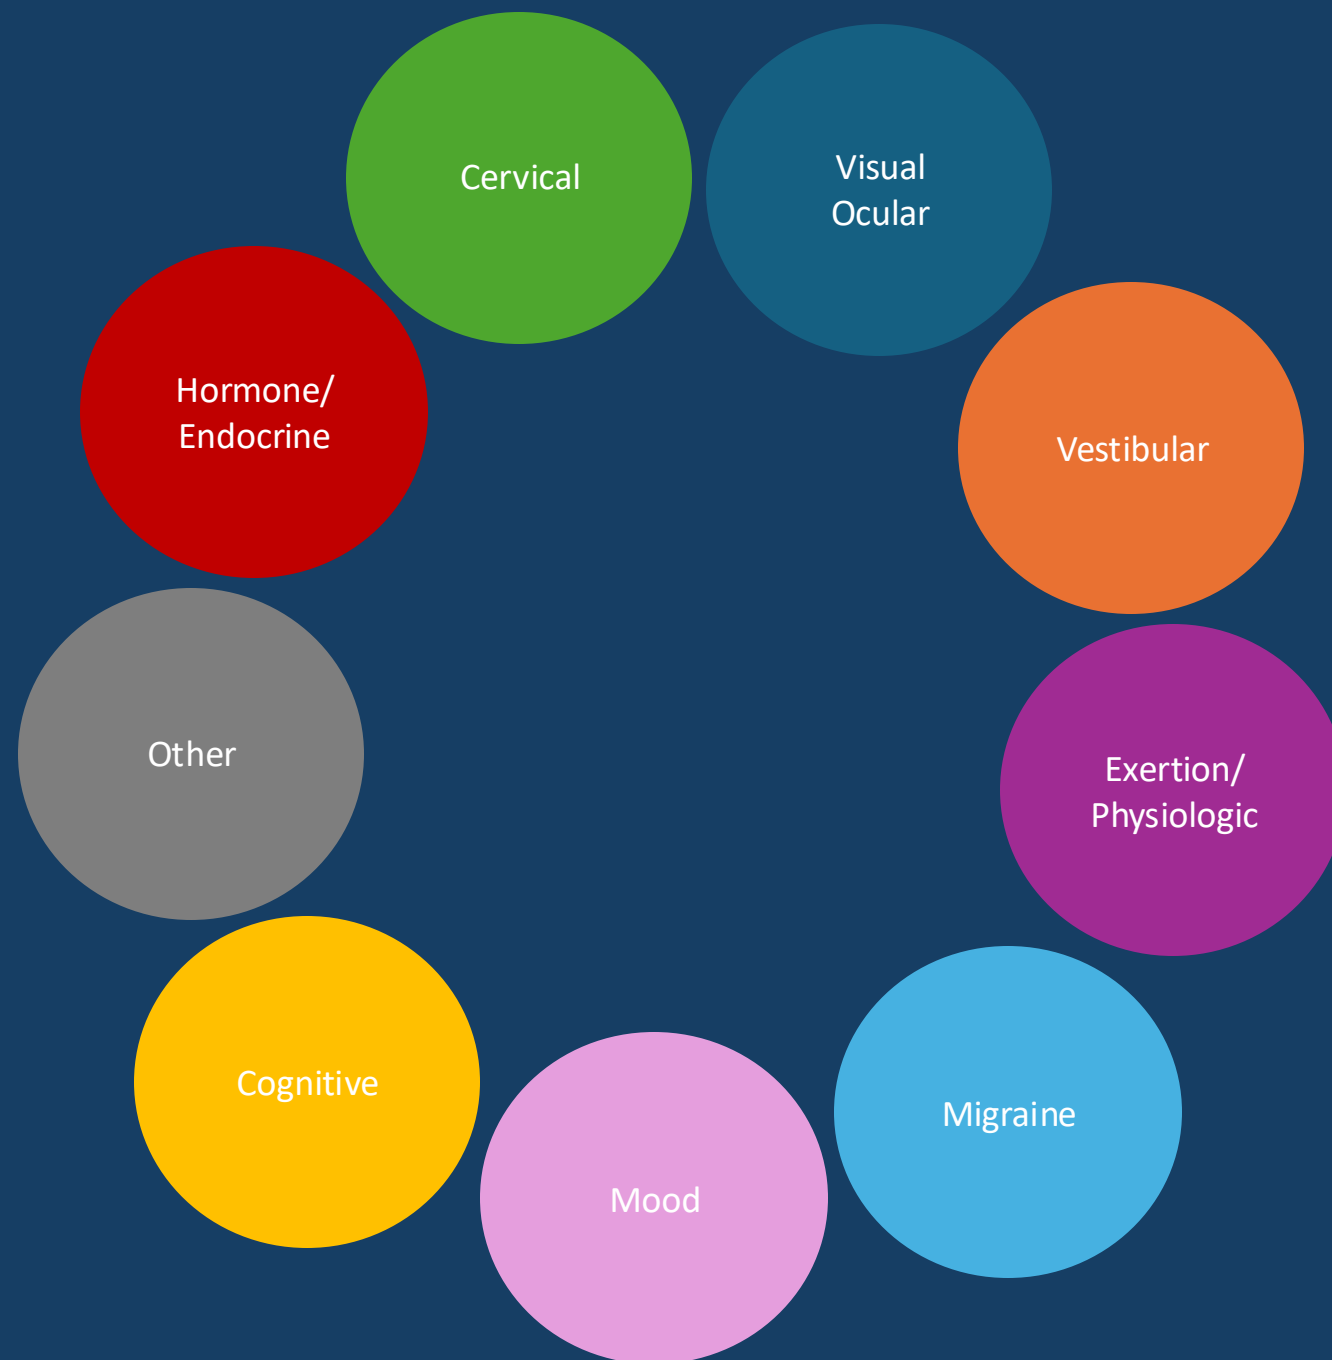 Cervical
Visual
Ocular
Hormone/
Endocrine
Vestibular
Other
Exertion/
Physiologic
Cognitive
Migraine
Mood